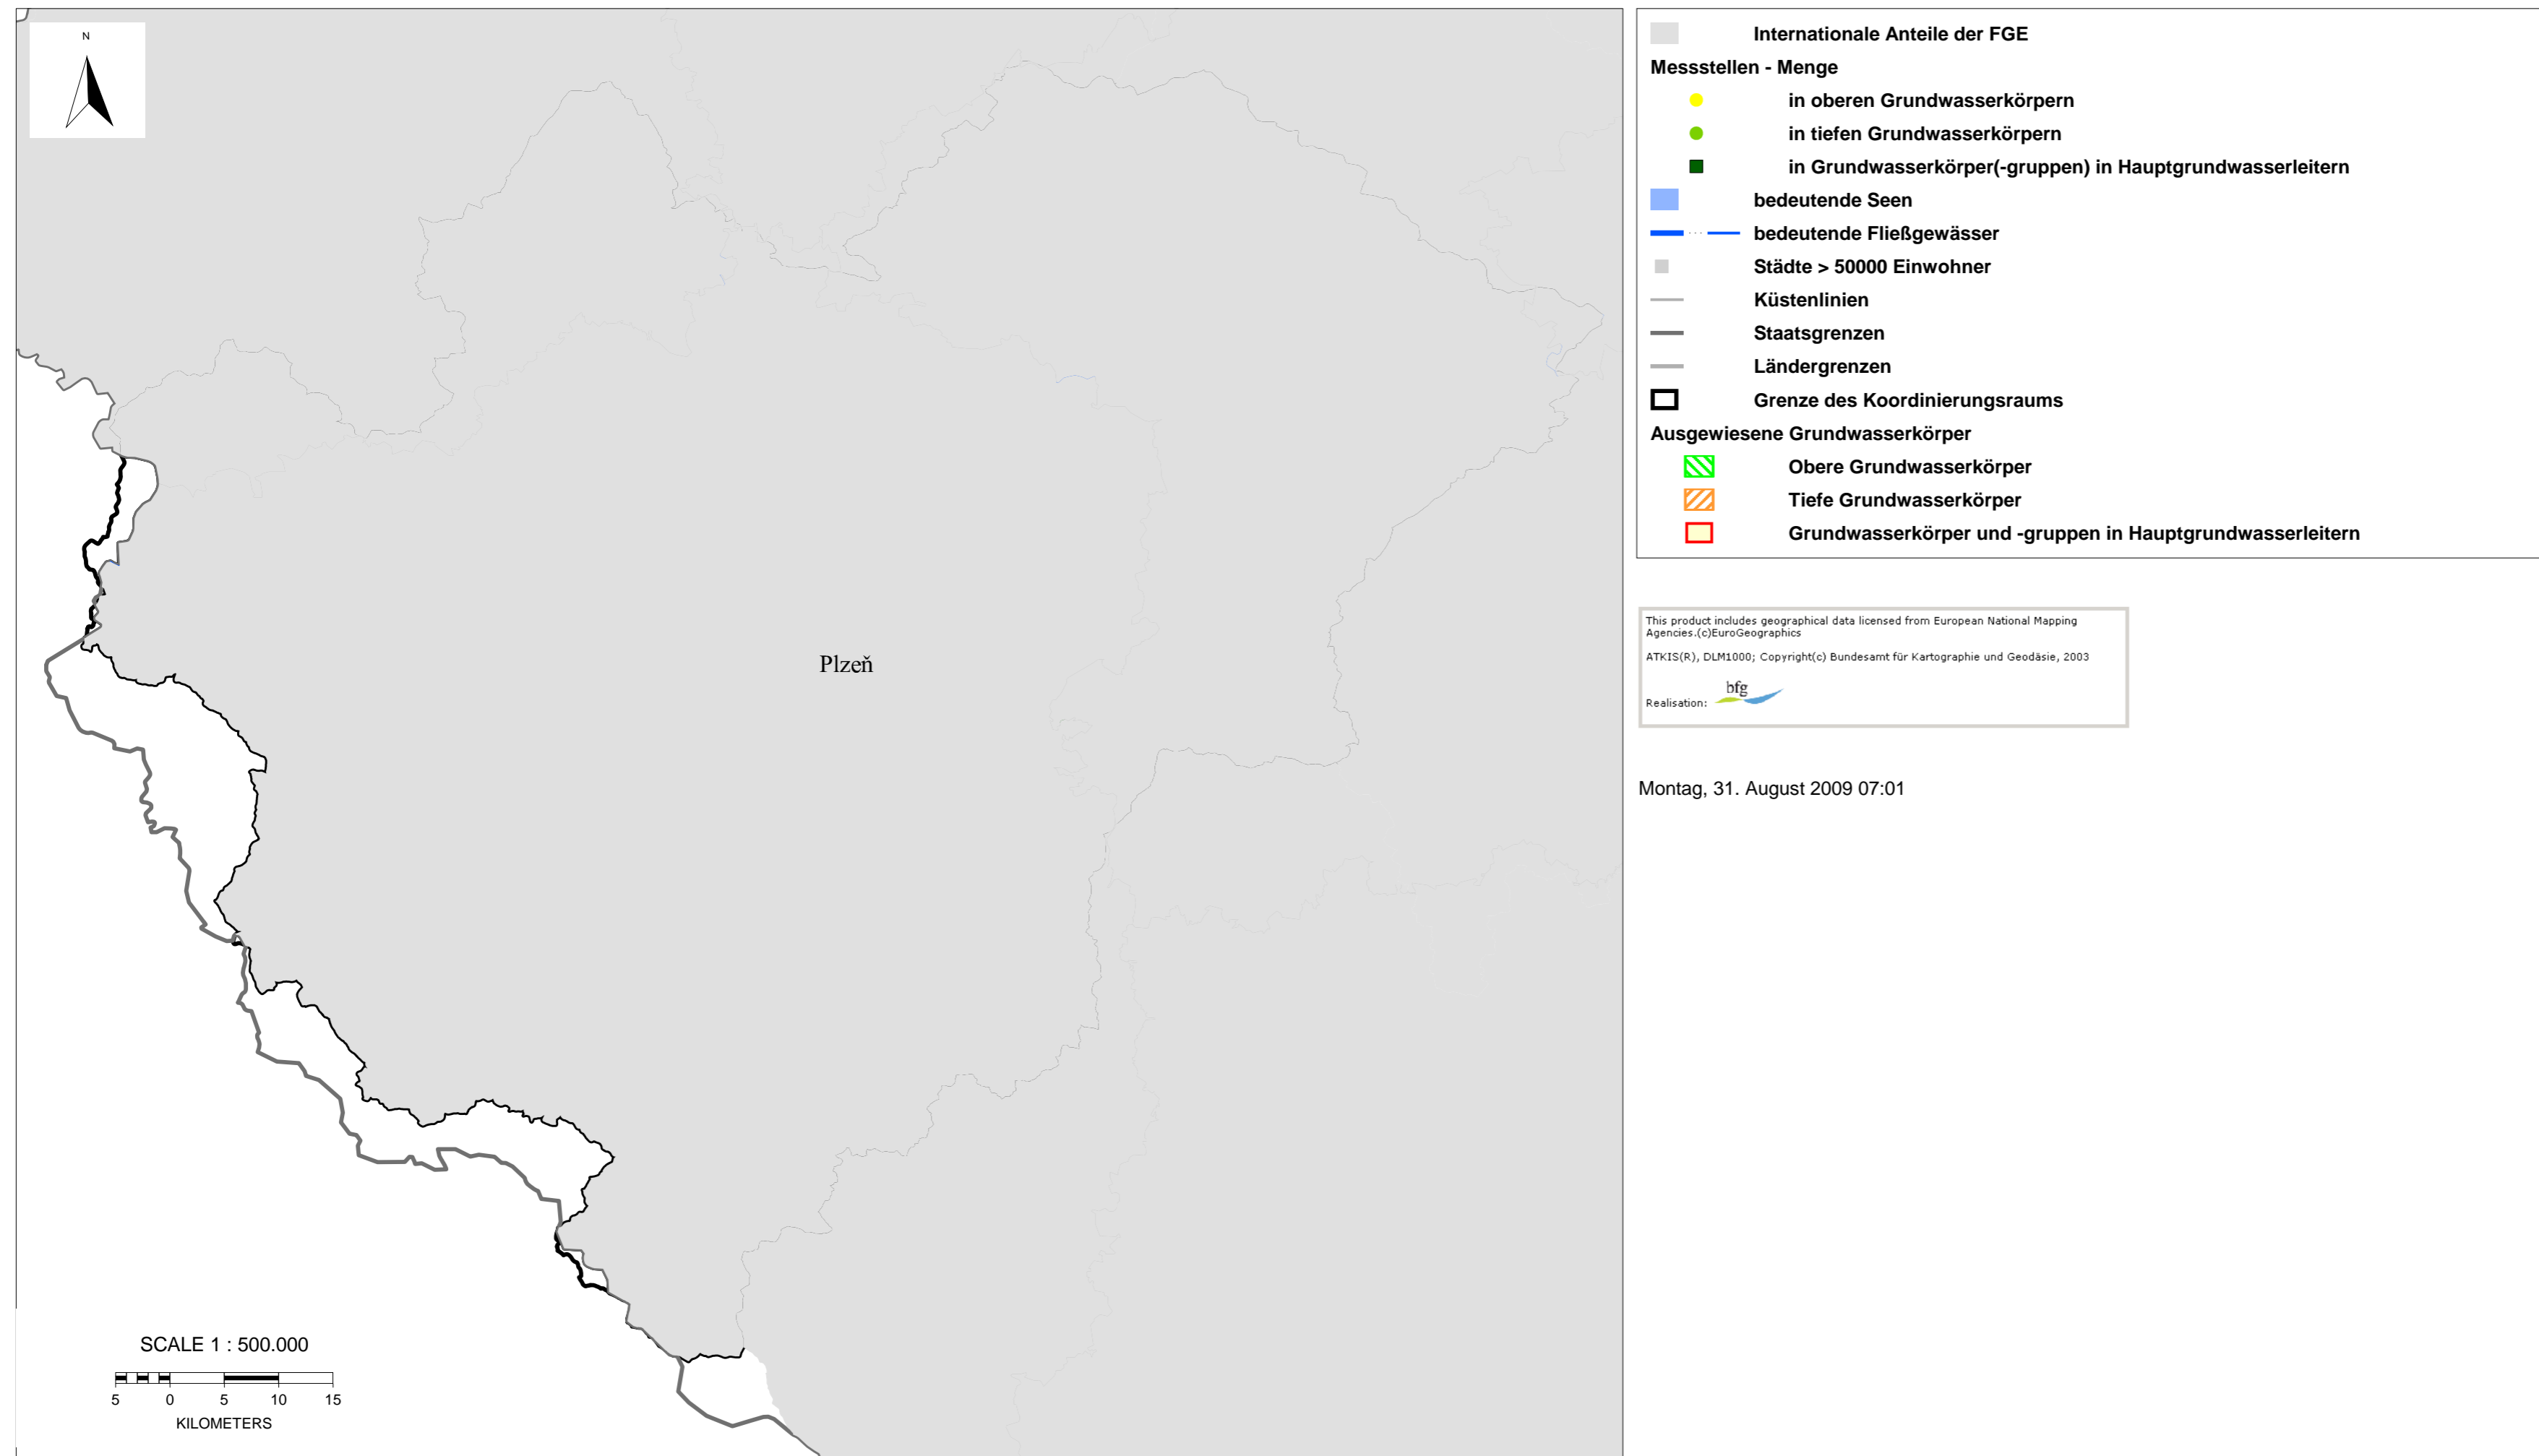 N
Plzeň
SCALE 1 : 500.000
5 0 5 10 15
KILOMETERS
Internationale Anteile der FGE
Messstellen - Menge
in oberen Grundwasserkörpern
in tiefen Grundwasserkörpern
in Grundwasserkörper(-gruppen) in Hauptgrundwasserleitern
bedeutende Seen
bedeutende Fließgewässer
Städte > 50000 Einwohner
Küstenlinien
Staatsgrenzen
Ländergrenzen
Grenze des Koordinierungsraums
Ausgewiesene Grundwasserkörper
Obere Grundwasserkörper
Tiefe Grundwasserkörper
Grundwasserkörper und -gruppen in Hauptgrundwasserleitern
This product includes geographical data licensed from European National Mapping
Agencies.(c)EuroGeographics
ATKIS(R), DLM1000; Copyright(c) Bundesamt für Kartographie und Geodäsie, 2003
bfg
Realisation:
Montag, 31. August 2009 07:01